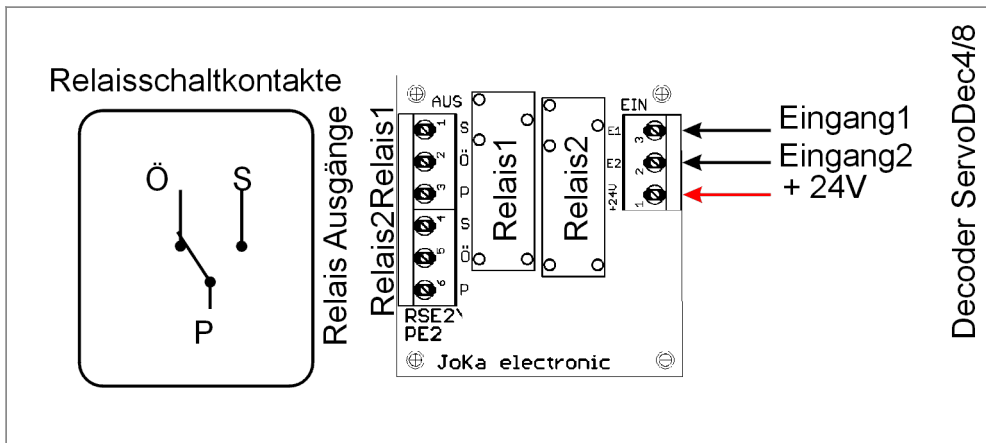 Relaisschaltkontakte
Ö S
P
Relais Ausgänge
Relais2
Relais1
AUS
1 S
2 Ö
3 P
4 S
5 Ö
6 P
RSE2
PE2
Relais1
Relais2
EIN
E1 3
E2 2
+24V 1
JoKa electronic
Eingang1
Eingang2
+ 24V
Decoder ServoDec4/8